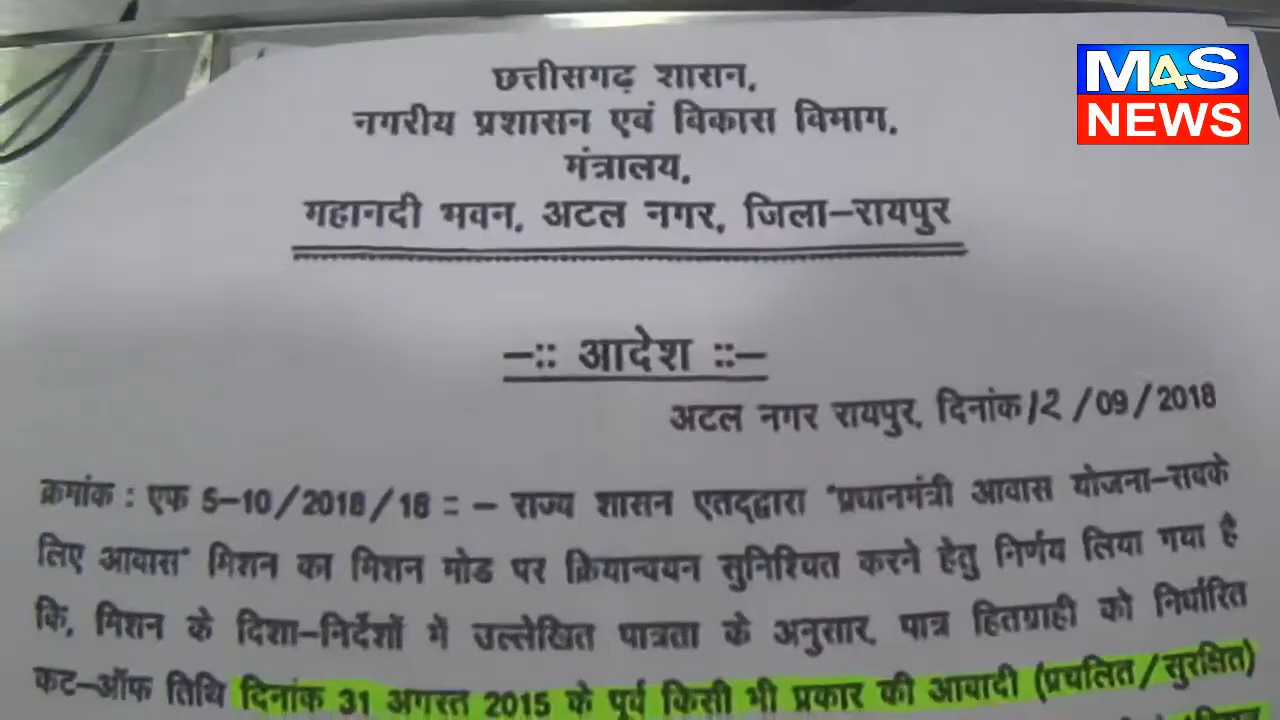 M4S
NEWS
छत्तीसगढ़ शासन,
नगरीय प्रशासन एवं विकास विभाग,
मंत्रालय,
महानदी भवन, अटल नगर, जिला-रायपुर
-:: आदेश ::-
अटल नगर रायपुर, दिनांक 12 /09/2018
क्रमांक : एफ 5-10/2018/18 :: - राज्य शासन एतद्द्वारा "प्रधानमंत्री आवास योजना-सबके
लिए आवास" मिशन का मिशन मोड पर क्रियान्वयन सुनिश्चित करने हेतु निर्णय लिया गया है
कि, मिशन के दिशा-निर्देशों में उल्लेखित पात्रता के अनुसार, पात्र हितग्राही को निर्धारित
कट-ऑफ तिथि दिनांक 31 अगस्त 2015 के पूर्व किसी भी प्रकार की आबादी (प्रचलित/सुरक्षित)